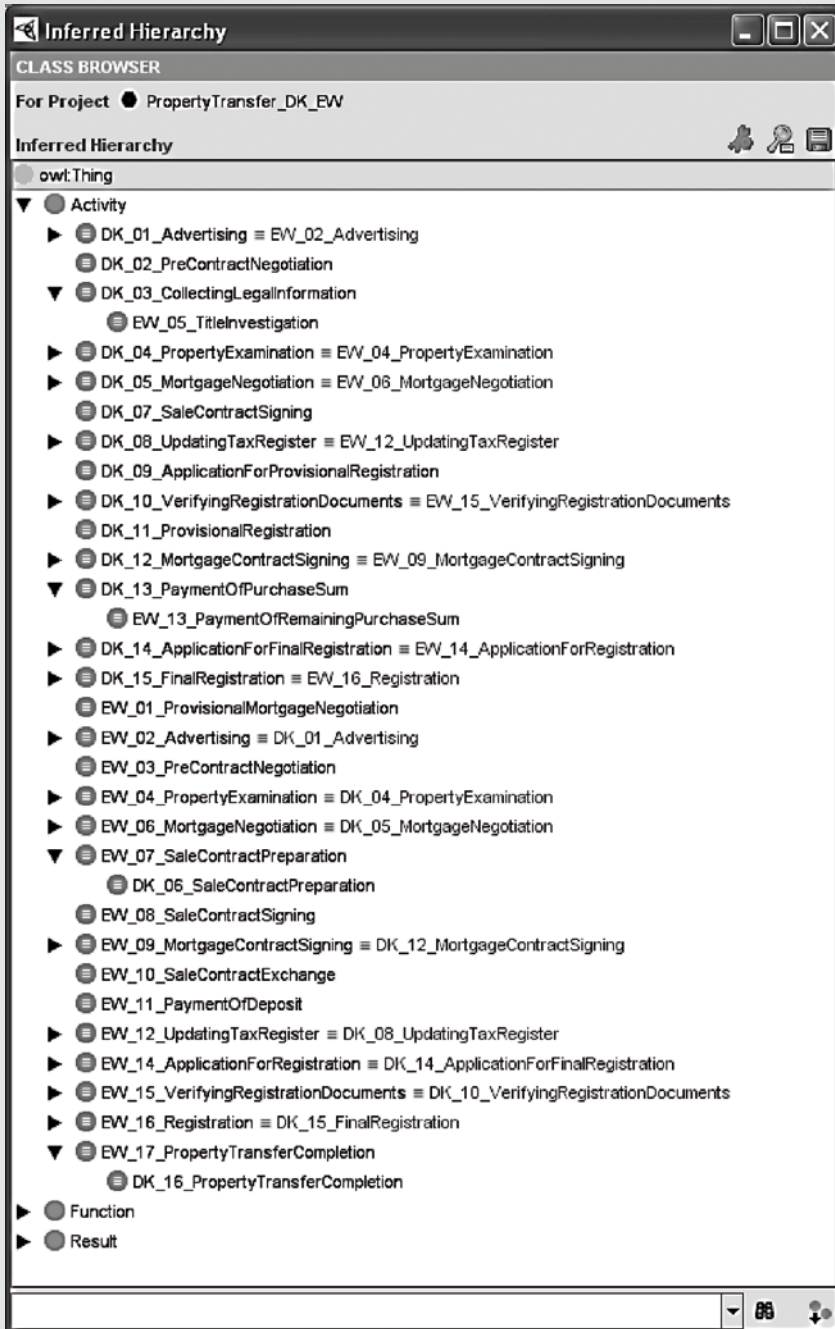 Inferred Hierarchy
CLASS BROWSER
For Project PropertyTransfer_DK_EW
Inferred Hierarchy
owl:Thing
Activity
DK_01_Advertising ≡ EW_02_Advertising
DK_02_PreContractNegotiation
DK_03_CollectingLegalInformation
EW_05_TitleInvestigation
DK_04_PropertyExamination ≡ EW_04_PropertyExamination
DK_05_MortgageNegotiation ≡ EW_06_MortgageNegotiation
DK_07_SaleContractSigning
DK_08_UpdatingTaxRegister ≡ EW_12_UpdatingTaxRegister
DK_09_ApplicationForProvisionalRegistration
DK_10_VerifyingRegistrationDocuments ≡ EW_15_VerifyingRegistrationDocuments
DK_11_ProvisionalRegistration
DK_12_MortgageContractSigning ≡ EW_09_MortgageContractSigning
DK_13_PaymentOfPurchaseSum
EW_13_PaymentOfRemainingPurchaseSum
DK_14_ApplicationForFinalRegistration ≡ EW_14_ApplicationForRegistration
DK_15_FinalRegistration ≡ EW_16_Registration
EW_01_ProvisionalMortgageNegotiation
EW_02_Advertising ≡ DK_01_Advertising
EW_03_PreContractNegotiation
EW_04_PropertyExamination ≡ DK_04_PropertyExamination
EW_06_MortgageNegotiation ≡ DK_05_MortgageNegotiation
EW_07_SaleContractPreparation
DK_06_SaleContractPreparation
EW_08_SaleContractSigning
EW_09_MortgageContractSigning ≡ DK_12_MortgageContractSigning
EW_10_SaleContractExchange
EW_11_PaymentOfDeposit
EW_12_UpdatingTaxRegister ≡ DK_08_UpdatingTaxRegister
EW_14_ApplicationForRegistration ≡ DK_14_ApplicationForFinalRegistration
EW_15_VerifyingRegistrationDocuments ≡ DK_10_VerifyingRegistrationDocuments
EW_16_Registration ≡ DK_15_FinalRegistration
EW_17_PropertyTransferCompletion
DK_16_PropertyTransferCompletion
Function
Result